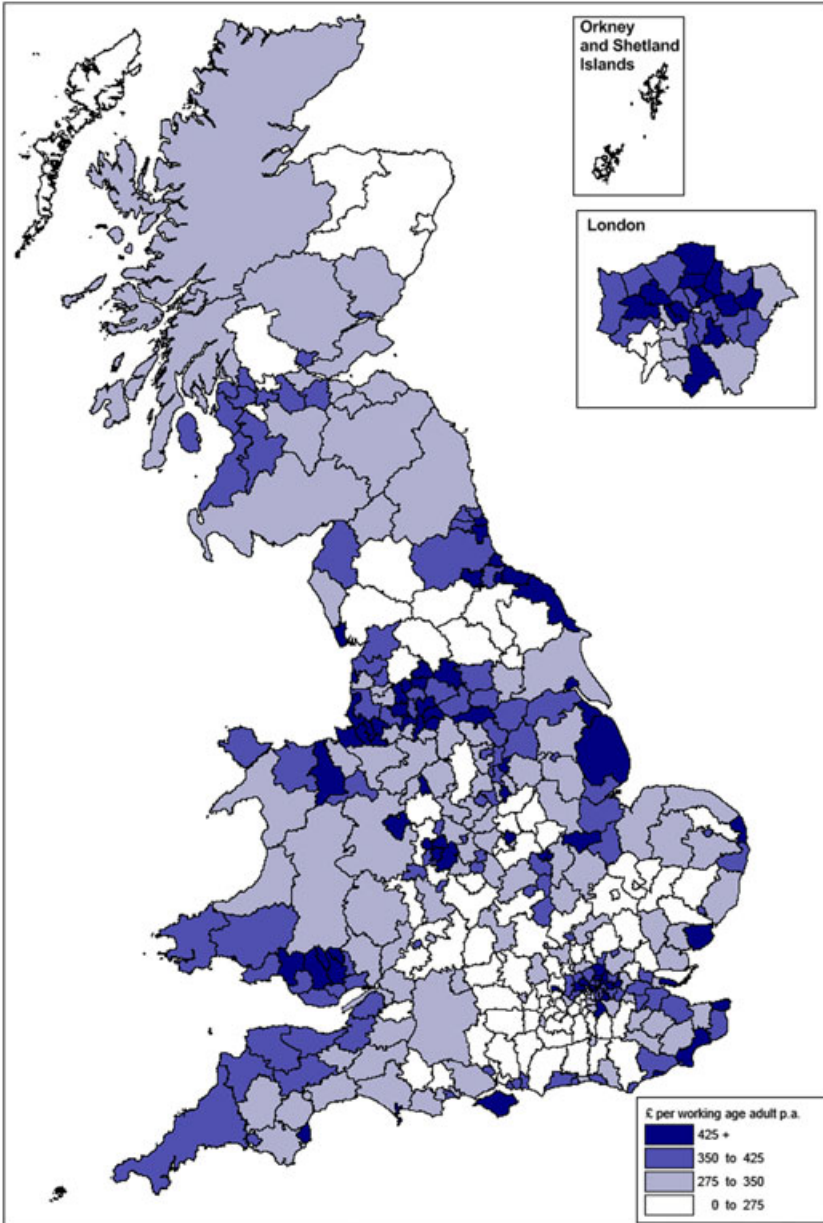 Orkney
and Shetland
Islands
London
£ per working age adult p.a.
425 +
350 to 425
275 to 350
0 to 275